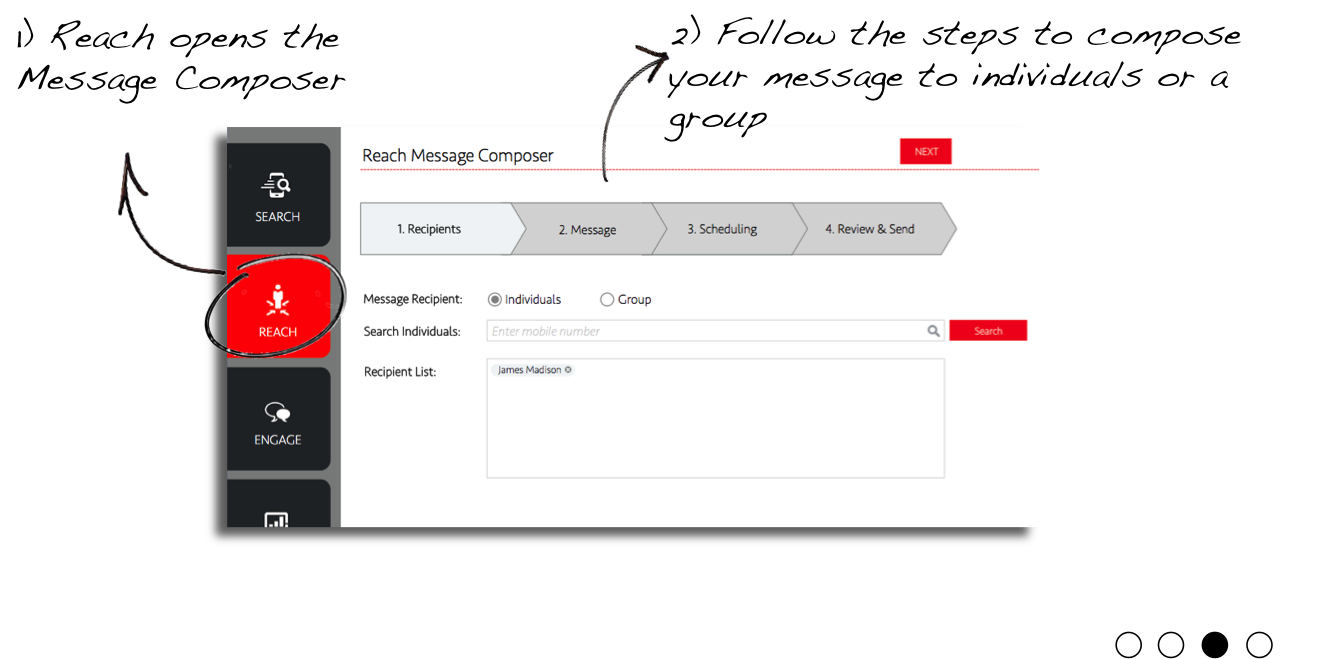 1) Reach opens the
Message Composer
2) Follow the steps to compose
your message to individuals or a
group
SEARCH
REACH
ENGAGE
Reach Message Composer
NEXT
1. Recipients
2. Message
3. Scheduling
4. Review & Send
Message Recipient: Individuals Group
Search Individuals: Enter mobile number Search
Recipient List: James Madison